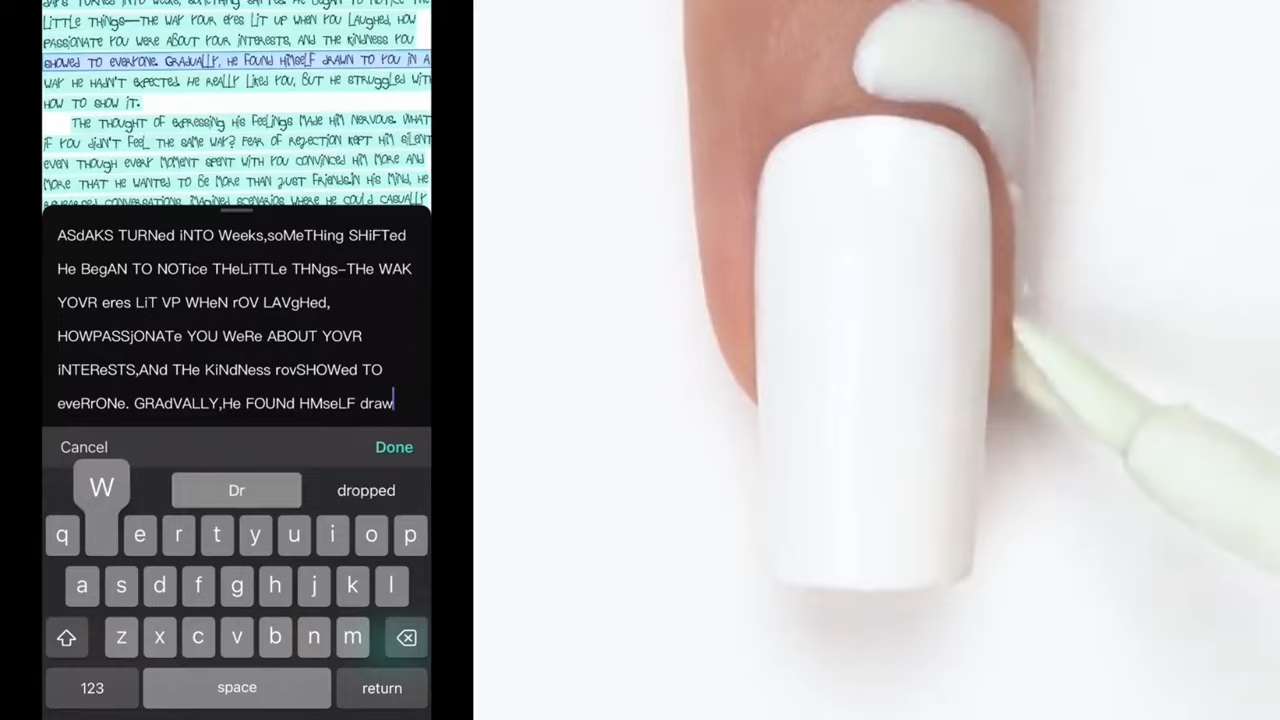 LITTLE THINGS—THE WAY YOUR EYES LIT UP WHEN YOU LAUGHED, HOW
PASSIONATE YOU WERE ABOUT YOUR INTERESTS, AND THE KINDNESS YOU
SHOWED TO EVERYONE. GRADUALLY, HE FOUND HIMSELF DRAWN TO YOU IN A
WAY HE HADN'T EXPECTED. HE REALLY LIKED YOU, BUT HE STRUGGLED WITH
HOW TO SHOW IT.
THE THOUGHT OF EXPRESSING HIS FEELINGS MADE HIM NERVOUS. WHAT
IF YOU DIDN'T FEEL THE SAME WAY? FEAR OF REJECTION KEPT HIM SILENT
EVEN THOUGH EVERY MOMENT SPENT WITH YOU CONVINCED HIM MORE AND
MORE THAT HE WANTED TO BE MORE THAN JUST FRIENDS.IN HIS MIND, HE
ASdAKS TURNed iNTO Weeks,soMeTHing SHiFTed
He BegAN TO NOTice THeLiTTLe THNgs–THe WAK
YOVR eres LiT VP WHeN rOV LAVgHed,
HOWPASSjONATe YOU WeRe ABOUT YOVR
iNTEReSTS,ANd THe KiNdNess rovSHOWed TO
eveRrONe. GRAdVALLY,He FOUNd HMseLF draw
Cancel Done
W Dr dropped
q e r t y u i o p
a s d f g h j k l
z x c v b n m
123 space return